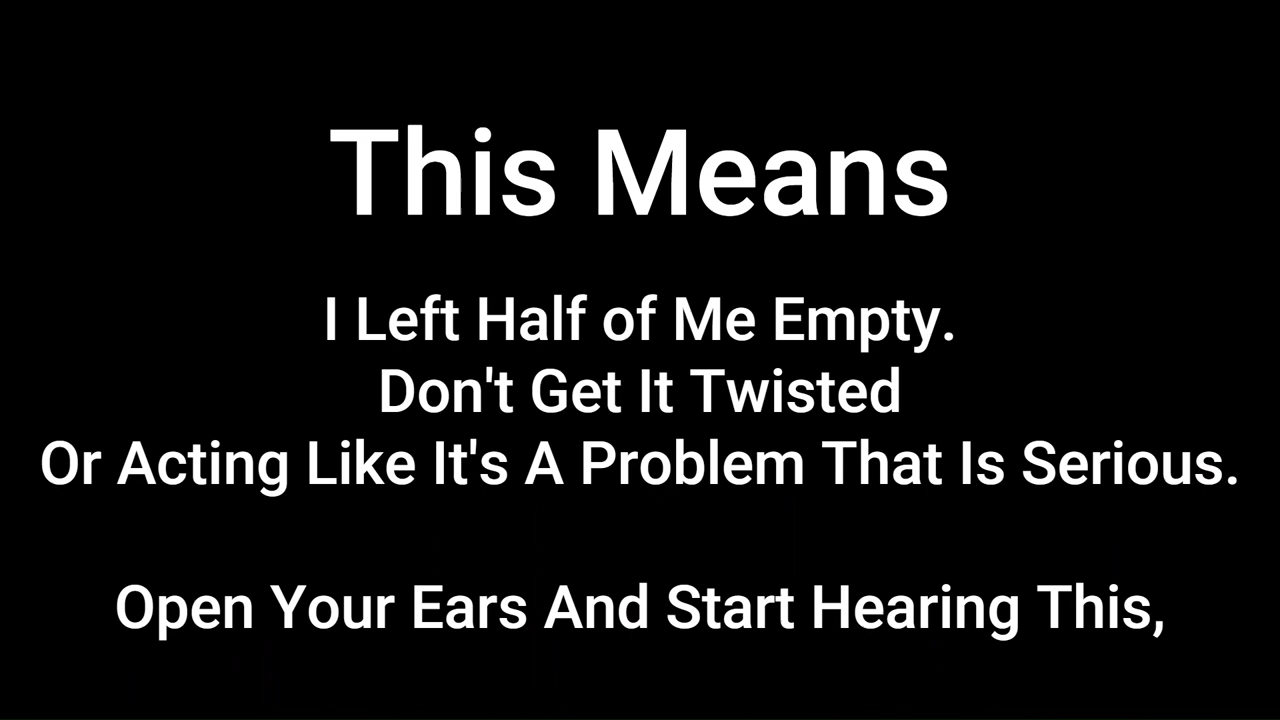 This Means
I Left Half of Me Empty.
Don't Get It Twisted
Or Acting Like It's A Problem That Is Serious.
Open Your Ears And Start Hearing This,